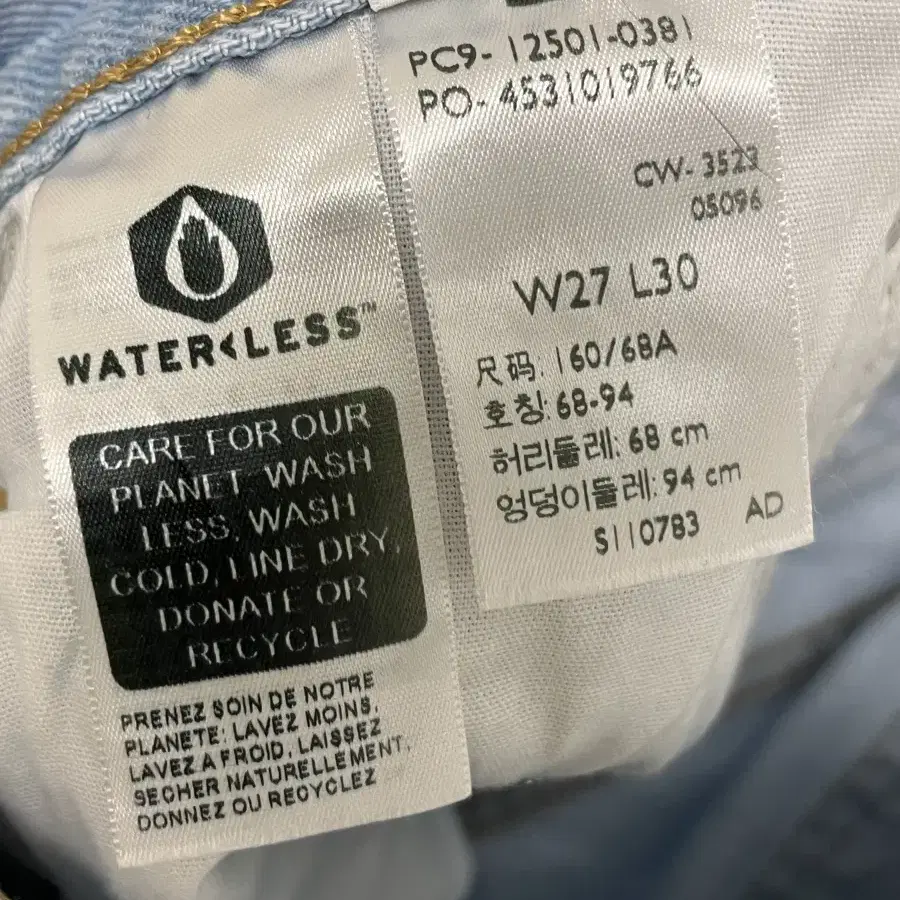 WATER<LESS™
CARE FOR OUR
PLANET. WASH
LESS, WASH
COLD, LINE DRY,
DONATE OR
RECYCLE
PRENEZ SOIN DE NOTRE
PLANETE: LAVEZ MOINS,
LAVEZ A FROID, LAISSEZ
SECHER NATURELLEMENT,
DONNEZ OU RECYCLEZ
PC9- 12501-0381
PO- 4531019766
CW- 3523
05096
W27 L30
尺码: 160/68A
호칭: 68-94
허리둘레: 68 cm
엉덩이둘레: 94 cm
S110783 AD